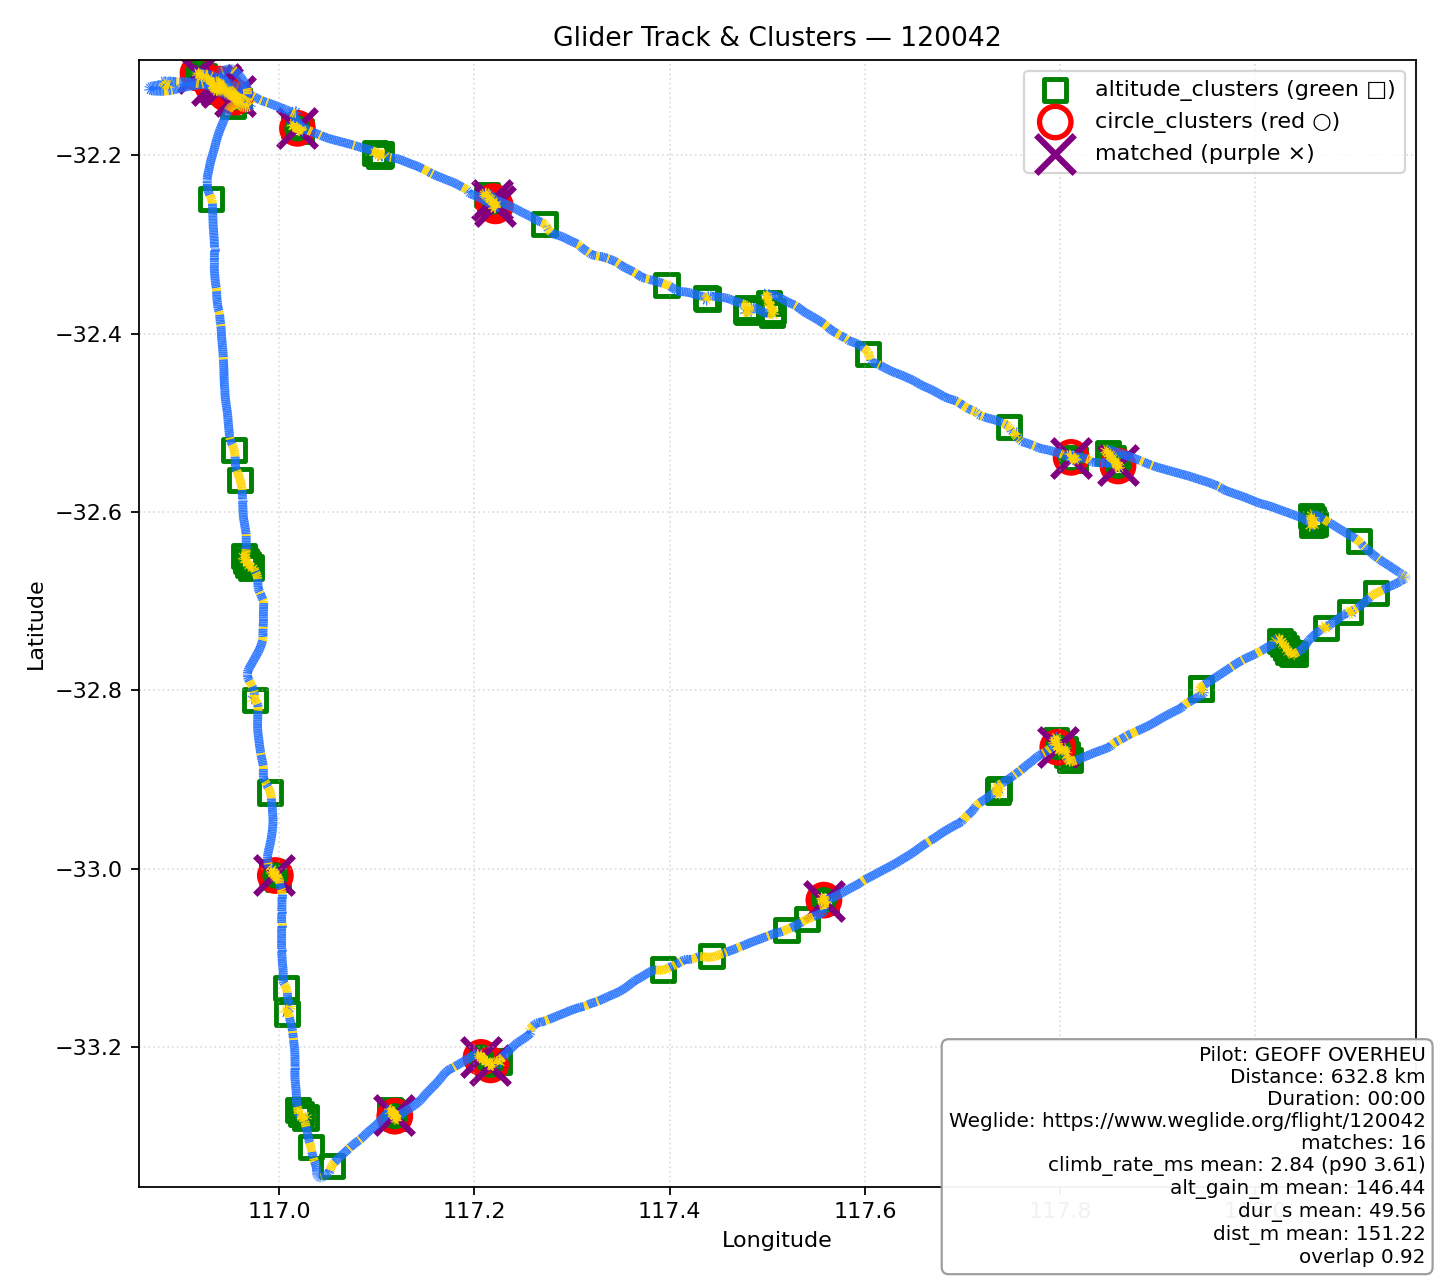 Glider Track & Clusters — 120042
altitude_clusters (green □)
circle_clusters (red ○)
matched (purple ×)
−32.2
−32.4
−32.6
−32.8
−33.0
−33.2
Latitude
117.0
117.2
117.4
117.6
117.8
Longitude
Pilot: GEOFF OVERHEU
Distance: 632.8 km
Duration: 00:00
Weglide: https://www.weglide.org/flight/120042
matches: 16
climb_rate_ms mean: 2.84 (p90 3.61)
alt_gain_m mean: 146.44
dur_s mean: 49.56
dist_m mean: 151.22
overlap 0.92